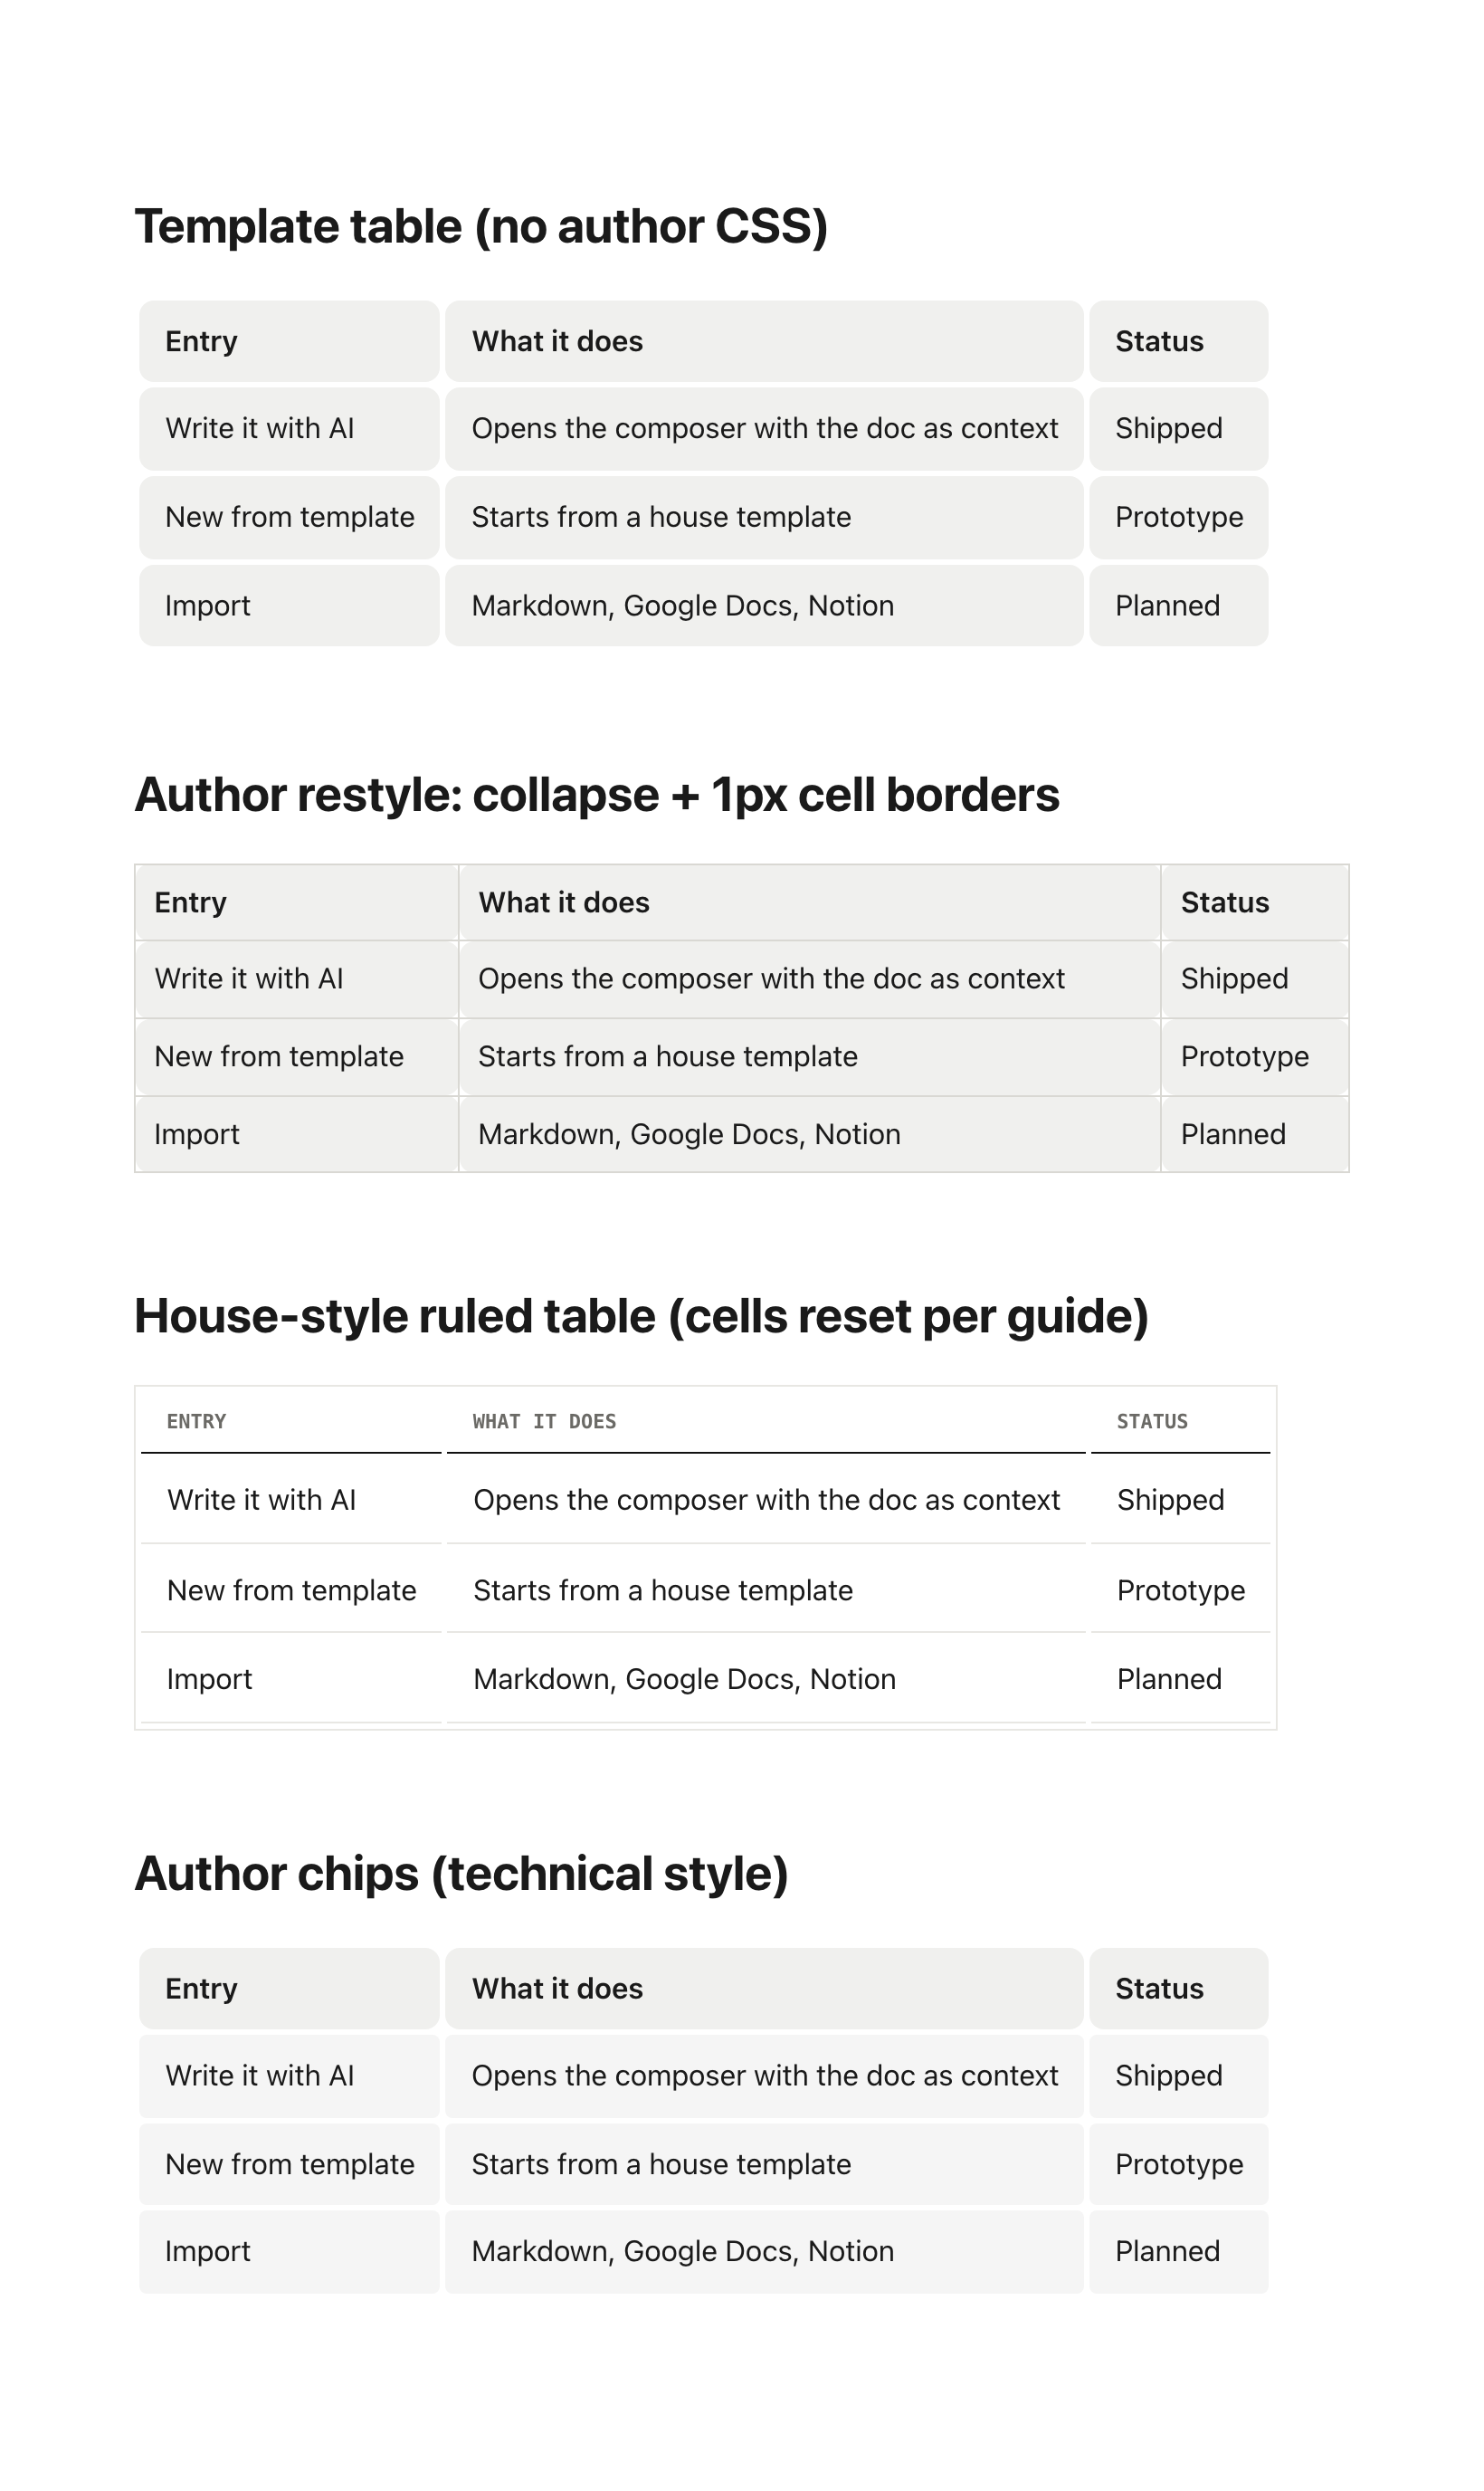 Template table (no author CSS)
Entry What it does Status
Write it with AI Opens the composer with the doc as context Shipped
New from template Starts from a house template Prototype
Import Markdown, Google Docs, Notion Planned
Author restyle: collapse + 1px cell borders
Entry What it does Status
Write it with AI Opens the composer with the doc as context Shipped
New from template Starts from a house template Prototype
Import Markdown, Google Docs, Notion Planned
House-style ruled table (cells reset per guide)
ENTRY WHAT IT DOES STATUS
Write it with AI Opens the composer with the doc as context Shipped
New from template Starts from a house template Prototype
Import Markdown, Google Docs, Notion Planned
Author chips (technical style)
Entry What it does Status
Write it with AI Opens the composer with the doc as context Shipped
New from template Starts from a house template Prototype
Import Markdown, Google Docs, Notion Planned